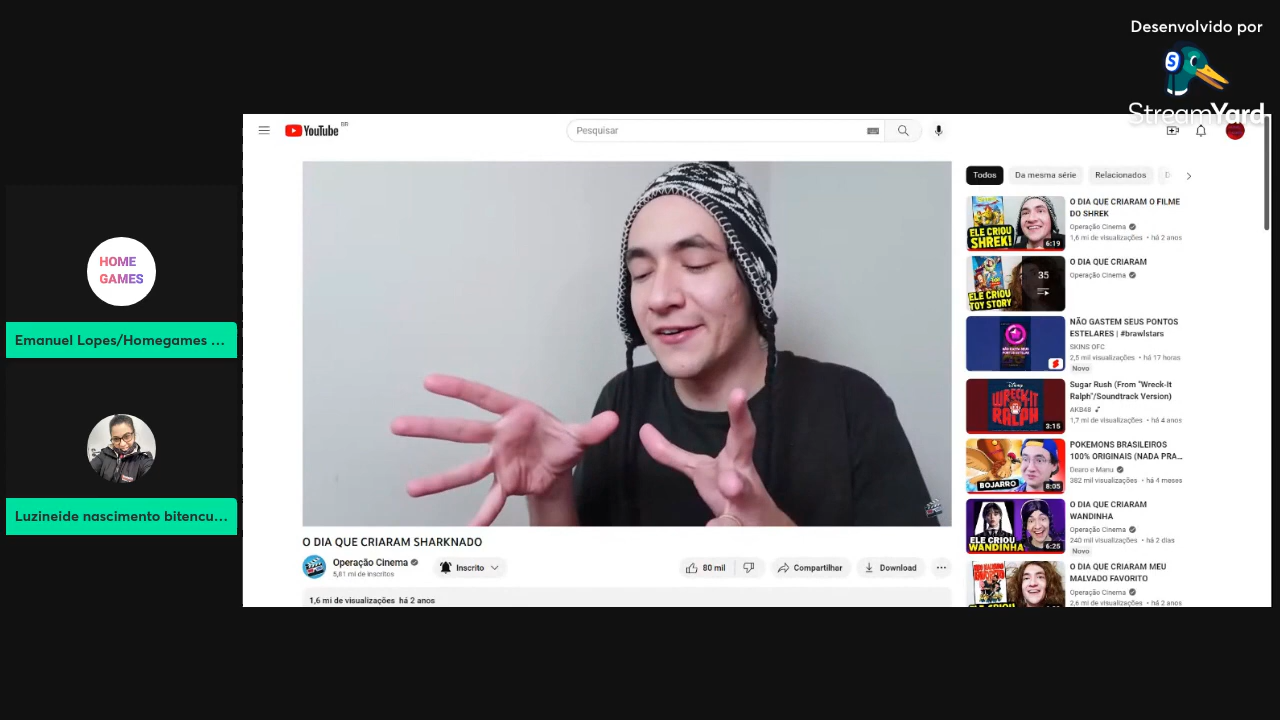 Desenvolvido por
StreamYard
HOME
GAMES
Emanuel Lopes/Homegames ...
Luzineide nascimento bitencu...
YouTube BR
Pesquisar
O DIA QUE CRIARAM SHARKNADO
Operação Cinema
5,81 mi de inscritos
Inscrito
80 mil
Compartilhar
Download
1,6 mi de visualizações há 2 anos
Todos
Da mesma série
Relacionados
D
ELE CRIOU
SHREK!
6:19
O DIA QUE CRIARAM O FILME
DO SHREK
Operação Cinema
1,6 mi de visualizações • há 2 anos
ELE CRIOU
TOY STORY
35
O DIA QUE CRIARAM
Operação Cinema
NÃO GASTEM SEUS PONTOS
ESTELARES | #brawlstars
SKINS OFC
2,5 mil visualizações • há 17 horas
Novo
Disney
WRECK-IT
RALPH
3:15
Sugar Rush (From "Wreck-It
Ralph"/Soundtrack Version)
AKB48
1,7 mi de visualizações • há 4 anos
BOJARRO
8:05
POKEMONS BRASILEIROS
100% ORIGINAIS (NADA PRA...
Dearo e Manu
382 mil visualizações • há 4 meses
ELE CRIOU
WANDINHA
6:25
O DIA QUE CRIARAM
WANDINHA
Operação Cinema
240 mil visualizações • há 2 dias
Novo
O DIA QUE CRIARAM MEU
MALVADO FAVORITO
Operação Cinema
2,6 mi de visualizações • há 2 anos